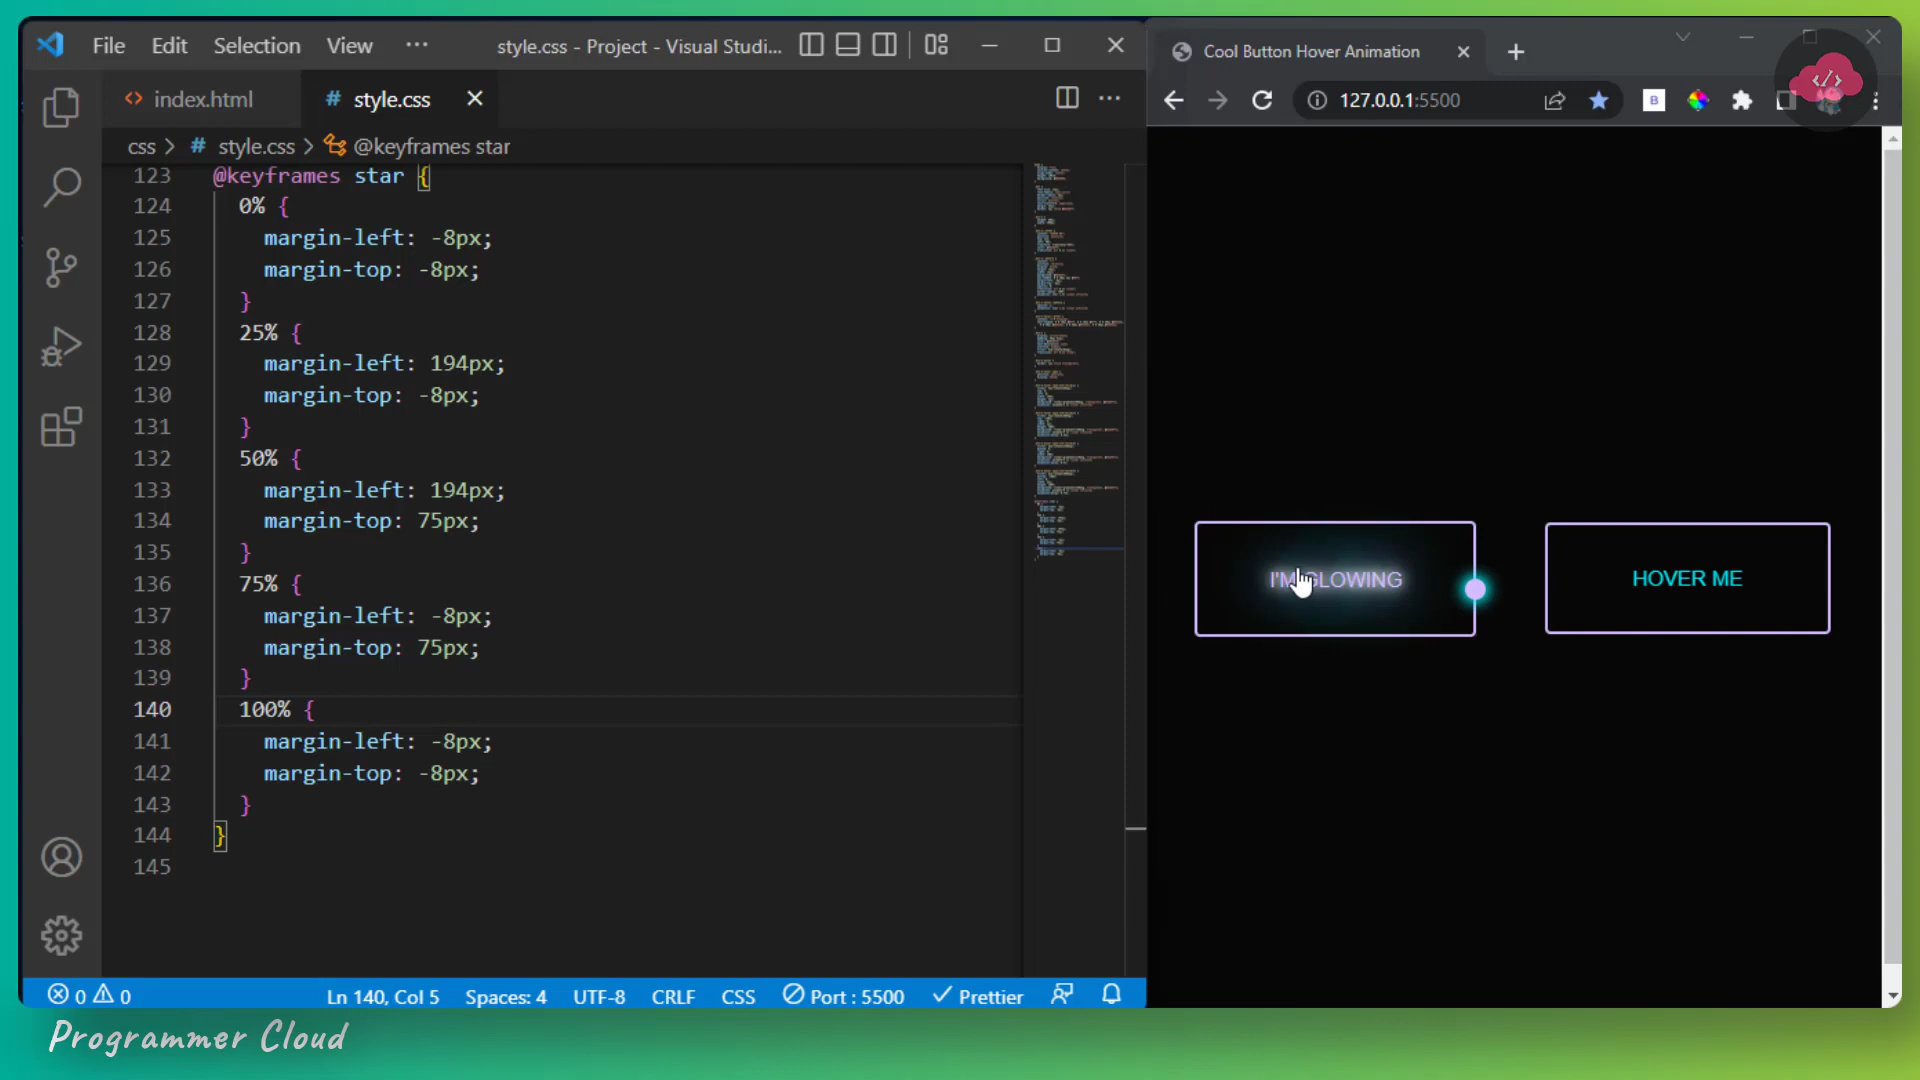 File Edit Selection View ··· style.css - Project - Visual Studi...
index.html
# style.css
css > # style.css > @keyframes star
123 @keyframes star {
124 0% {
125 margin-left: -8px;
126 margin-top: -8px;
127 }
128 25% {
129 margin-left: 194px;
130 margin-top: -8px;
131 }
132 50% {
133 margin-left: 194px;
134 margin-top: 75px;
135 }
136 75% {
137 margin-left: -8px;
138 margin-top: 75px;
139 }
140 100% {
141 margin-left: -8px;
142 margin-top: -8px;
143 }
144 }
145
0 0 Ln 140, Col 5 Spaces: 4 UTF-8 CRLF CSS Port : 5500 Prettier
Cool Button Hover Animation
127.0.0.1:5500
B
</>
I'M GLOWING
HOVER ME
Programmer Cloud